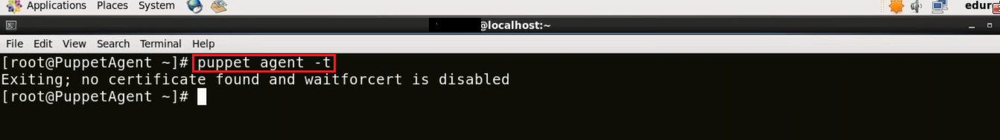 Applications Places System edur
@localhost:~
File Edit View Search Terminal Help
[root@PuppetAgent ~]# puppet agent -t
Exiting; no certificate found and waitforcert is disabled
[root@PuppetAgent ~]#